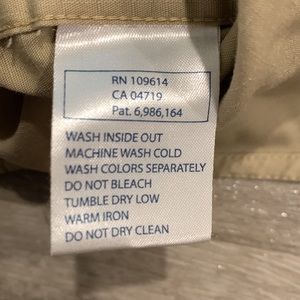 RN 109614
CA 04719
Pat. 6,986,164
WASH INSIDE OUT
MACHINE WASH COLD
WASH COLORS SEPARATELY
DO NOT BLEACH
TUMBLE DRY LOW
WARM IRON
DO NOT DRY CLEAN